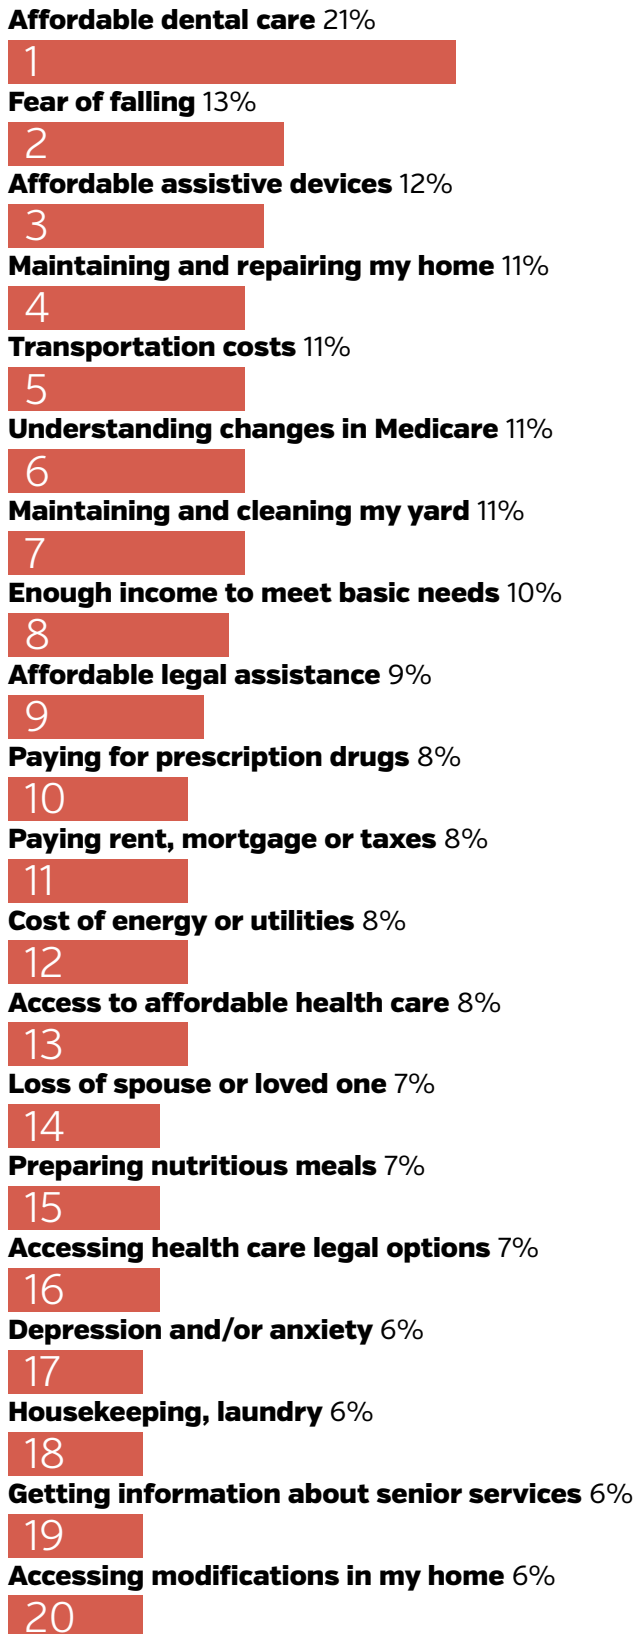 Affordable dental care 21%
1
Fear of falling 13%
2
Affordable assistive devices 12%
3
Maintaining and repairing my home 11%
4
Transportation costs 11%
5
Understanding changes in Medicare 11%
6
Maintaining and cleaning my yard 11%
7
Enough income to meet basic needs 10%
8
Affordable legal assistance 9%
9
Paying for prescription drugs 8%
10
Paying rent, mortgage or taxes 8%
11
Cost of energy or utilities 8%
12
Access to affordable health care 8%
13
Loss of spouse or loved one 7%
14
Preparing nutritious meals 7%
15
Accessing health care legal options 7%
16
Depression and/or anxiety 6%
17
Housekeeping, laundry 6%
18
Getting information about senior services 6%
19
Accessing modifications in my home 6%
20